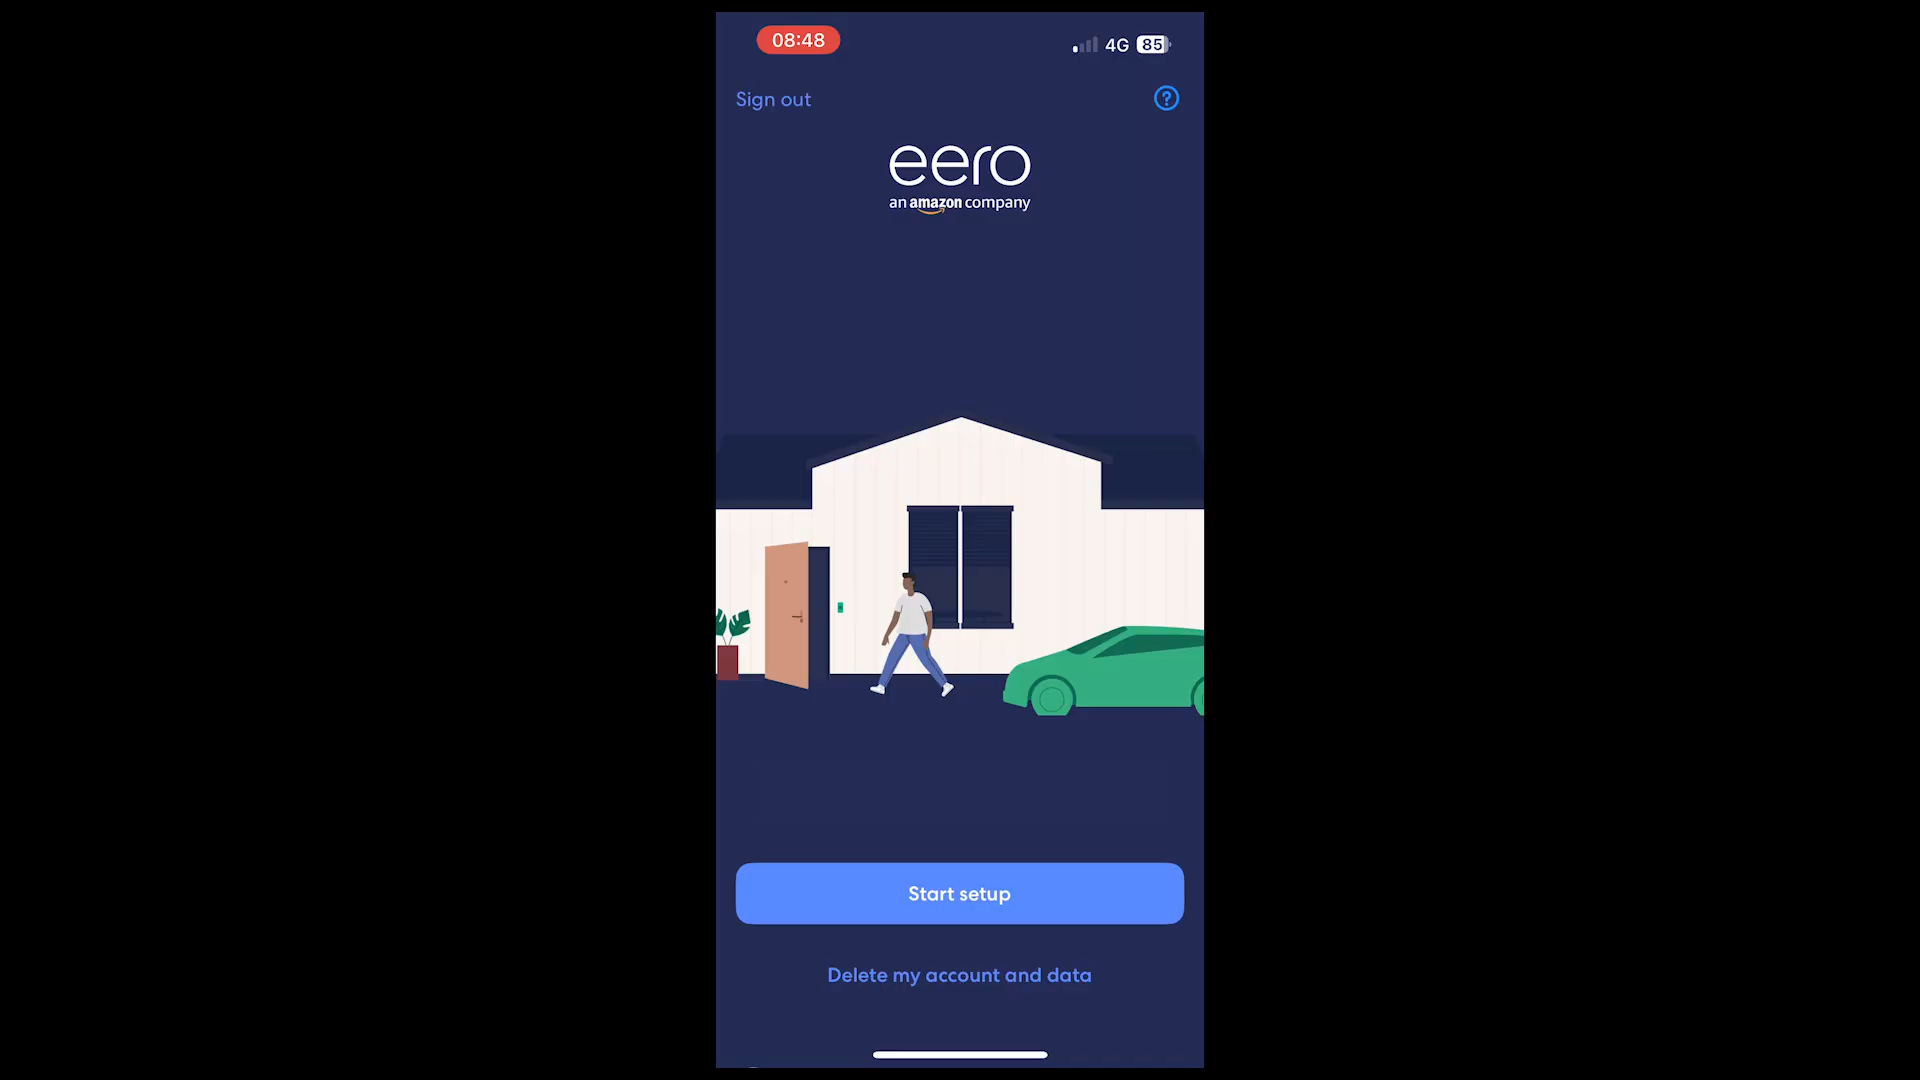 08:48
4G 85
Sign out
?
eero
an amazon company
Start setup
Delete my account and data